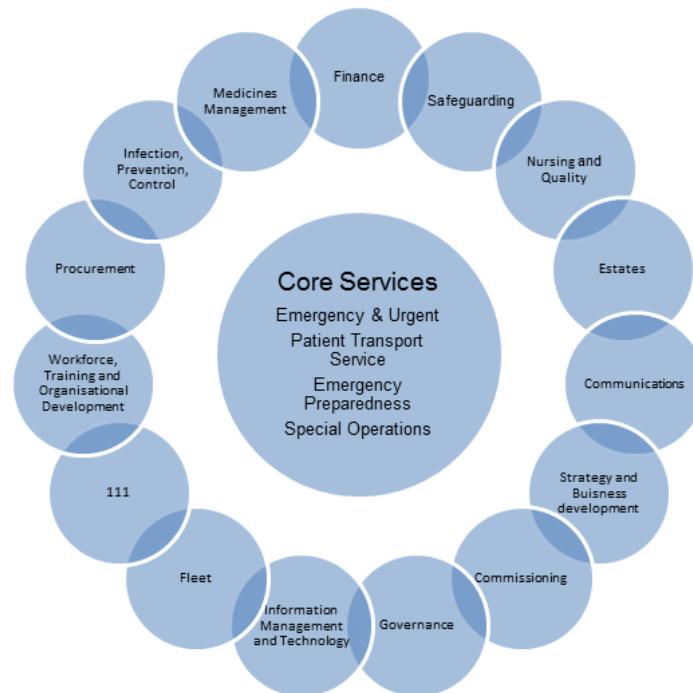 Finance
Safeguarding
Nursing and
Quality
Estates
Communications
Strategy and
Buisness
development
Commissioning
Governance
Information
Management
and Technology
Fleet
111
Workforce,
Training and
Organisational
Development
Procurement
Infection,
Prevention,
Control
Medicines
Management
Core Services
Emergency & Urgent
Patient Transport
Service
Emergency
Preparedness
Special Operations